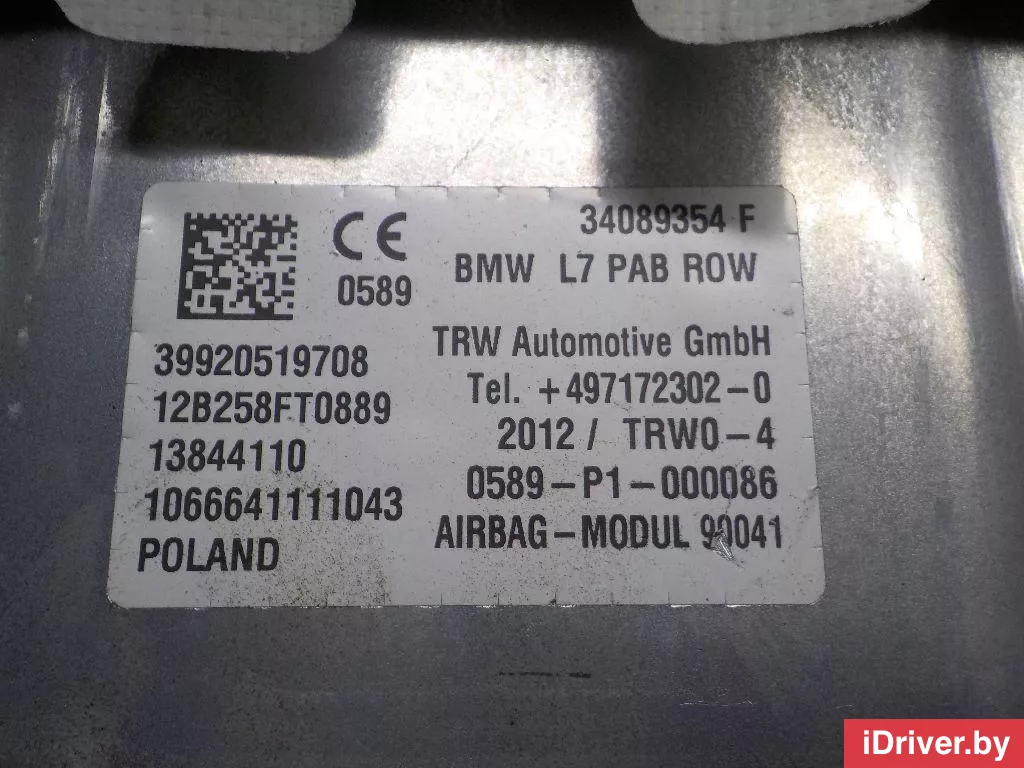 CE
0589
34089354 F
BMW L7 PAB ROW
39920519708
12B258FT0889
13844110
1066641111043
POLAND
TRW Automotive GmbH
Tel. +497172302-0
2012 / TRW0-4
0589-P1-000086
AIRBAG-MODUL 90041
iDriver.by